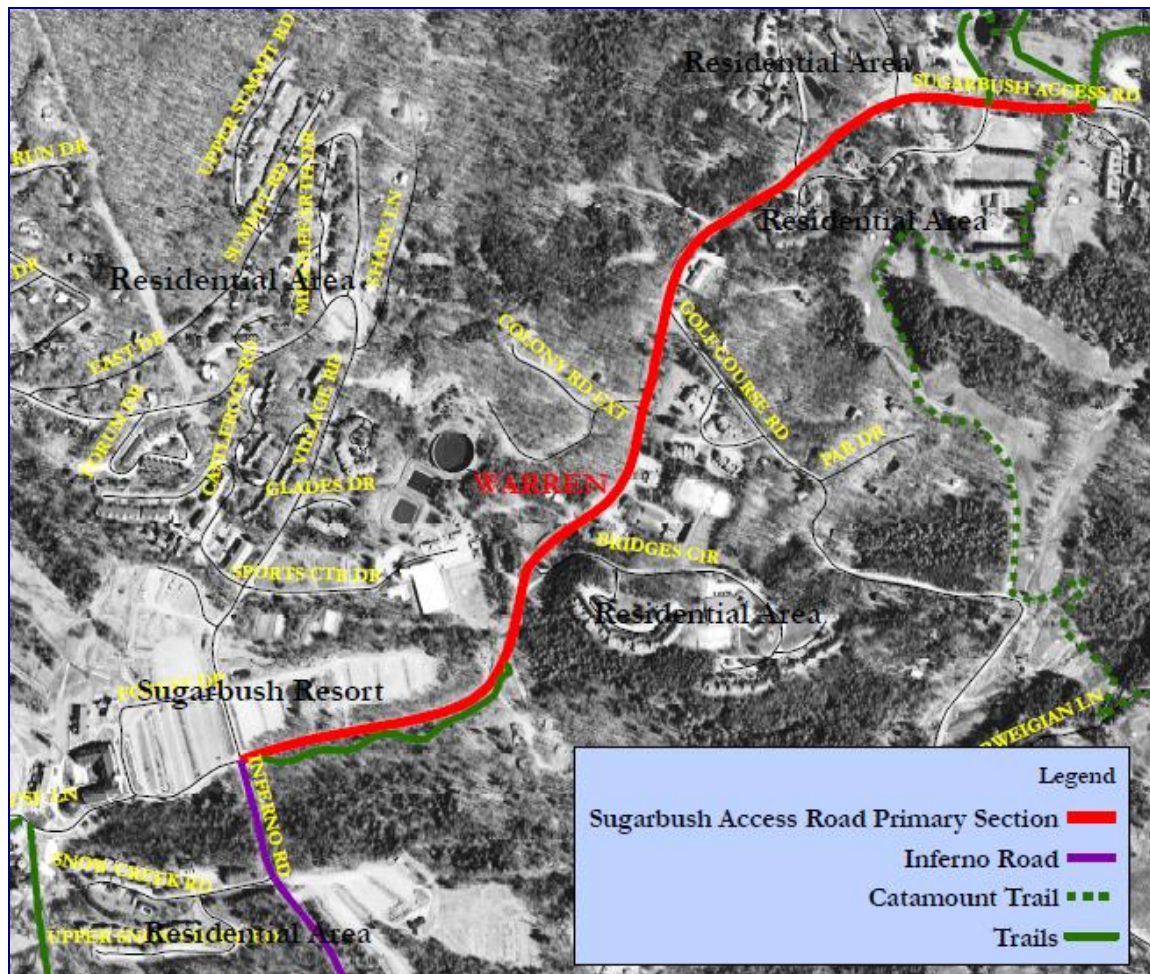 Residential Area
SUGARBUSH ACCESS RD
UPPER SUMMIT RD
RUN DR
SUMMIT RD
SHADY LN
Residential Area
DR
Residential Area
EAST DR
COLONY RD EXT
GOLF COURSE RD
FORUM DR
CASTLEROCK RD
VILLAGE RD
PAR DR
GLADES DR
WARREN
BRIDGES CIR
SPORTS CTR DR
Residential Area
Sugarbush Resort
INFERNO RD
SNOW CREEK RD
Residential Area
Legend
Sugarbush Access Road Primary Section
Inferno Road
Catamount Trail
Trails